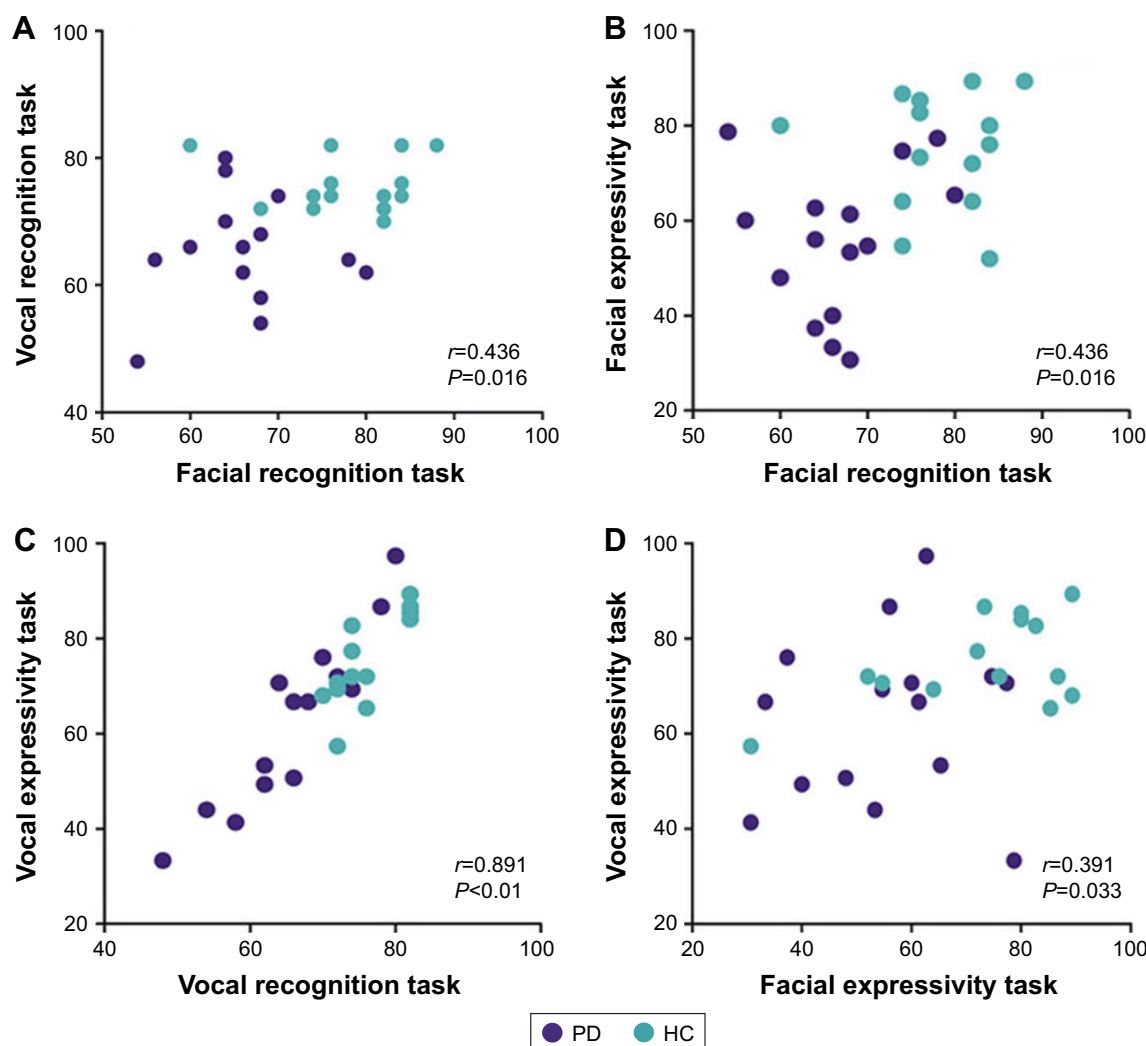 A
100
80
60
40
50 60 70 80 90 100
Vocal recognition task
Facial recognition task
r=0.436
P=0.016
B
100
80
60
40
20
50 60 70 80 90 100
Facial expressivity task
Facial recognition task
r=0.436
P=0.016
C
100
80
60
40
20
40 60 80 100
Vocal expressivity task
Vocal recognition task
r=0.891
P<0.01
D
100
80
60
40
20
20 40 60 80 100
Vocal expressivity task
Facial expressivity task
r=0.391
P=0.033
PD HC